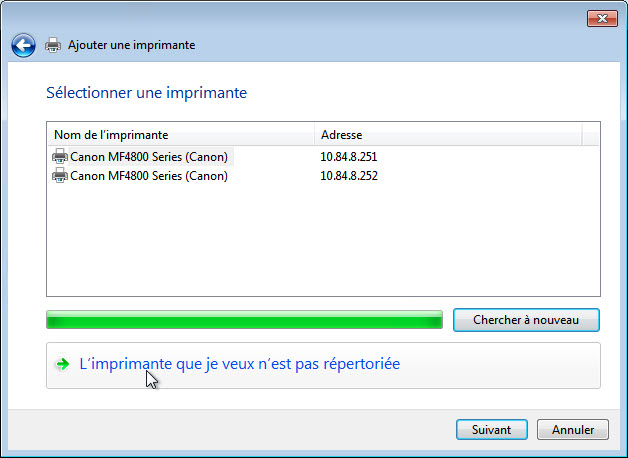 Ajouter une imprimante
Sélectionner une imprimante
Nom de l'imprimante Adresse
Canon MF4800 Series (Canon) 10.84.8.251
Canon MF4800 Series (Canon) 10.84.8.252
Chercher à nouveau
L'imprimante que je veux n'est pas répertoriée
Suivant Annuler